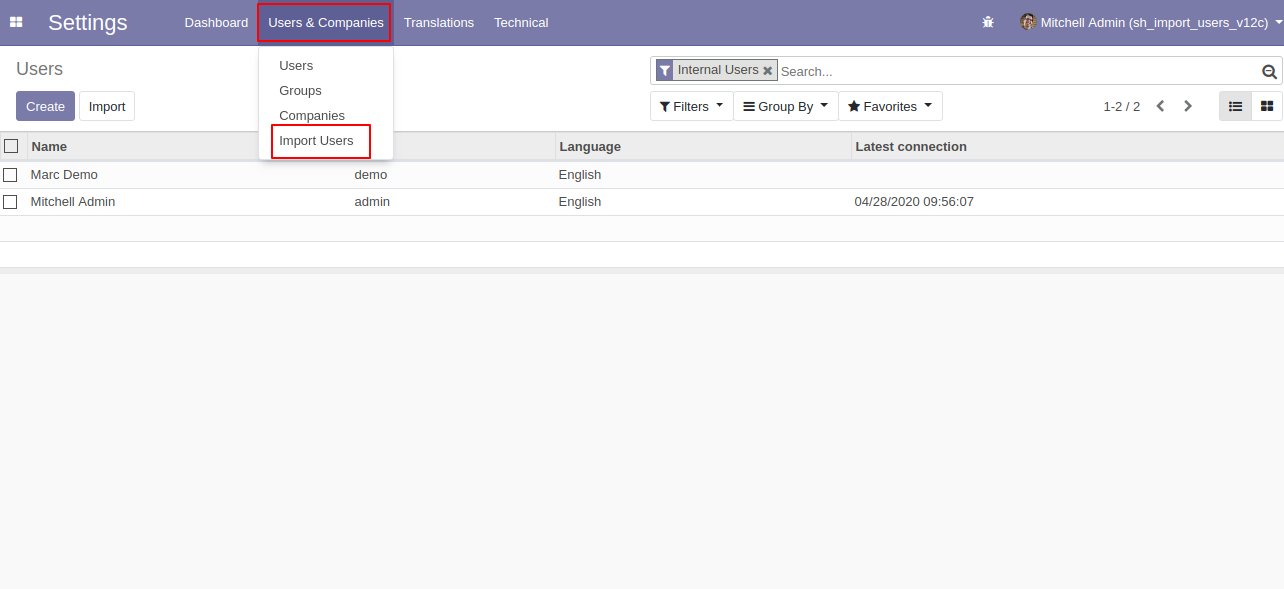 Settings Dashboard Users & Companies Translations Technical Mitchell Admin (sh_import_users_v12c)
Users
Internal Users Search...
Create Import
Filters Group By Favorites 1-2 / 2
Users
Groups
Companies
Import Users
Name Language Latest connection
Marc Demo demo English
Mitchell Admin admin English 04/28/2020 09:56:07